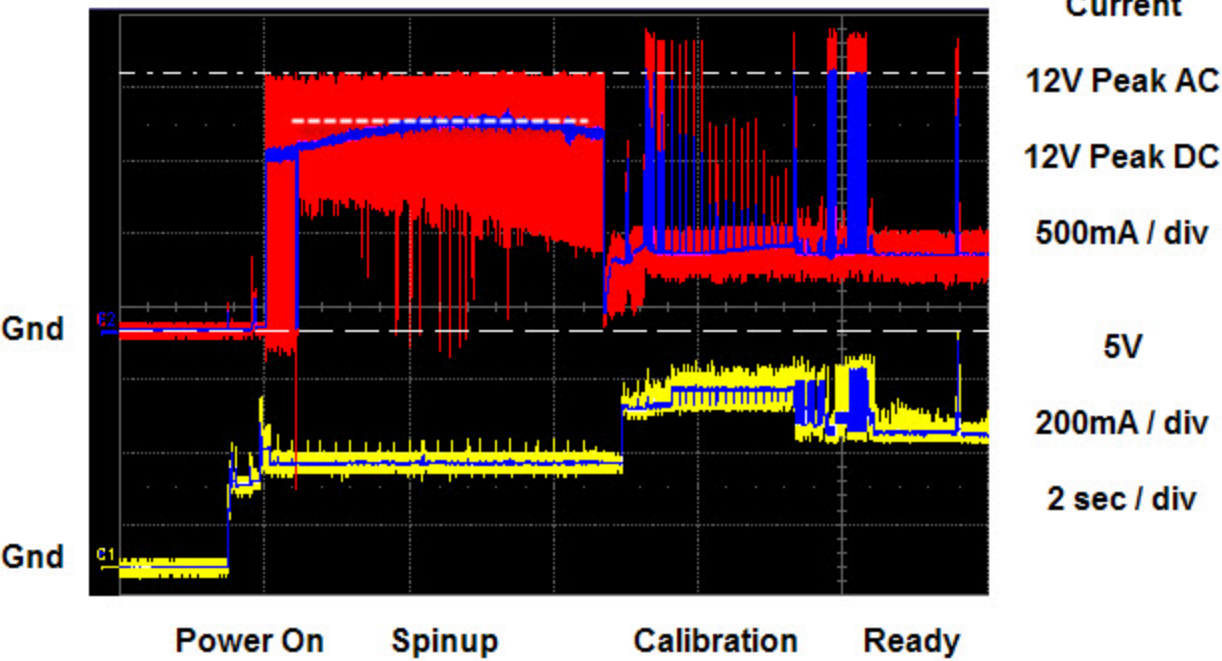 Current
12V Peak AC
12V Peak DC
500mA / div
C2
Gnd
5V
200mA / div
2 sec / div
C1
Gnd
Power On Spinup Calibration Ready